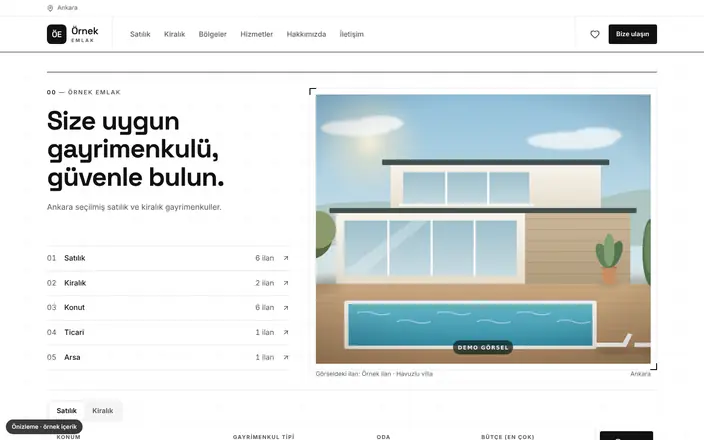 Ankara
ÖE Örnek
EMLAK
Satılık Kiralık Bölgeler Hizmetler Hakkımızda İletişim
Bize ulaşın
00 — ÖRNEK EMLAK
Size uygun
gayrimenkulü,
güvenle bulun.
Ankara seçilmiş satılık ve kiralık gayrimenkuller.
01 Satılık 6 ilan
02 Kiralık 2 ilan
03 Konut 6 ilan
04 Ticari 1 ilan
05 Arsa 1 ilan
DEMO GÖRSEL
Görseldeki ilan: Örnek ilan · Havuzlu villa Ankara
Satılık Kiralık
Önizleme · örnek içerik
KONUM GAYRİMENKUL TİPİ ODA BÜTÇE (EN ÇOK)